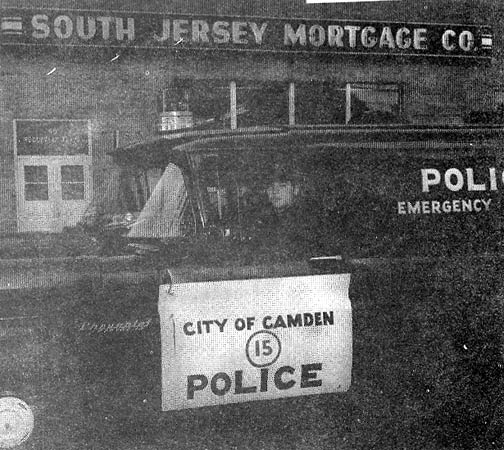 SOUTH JERSEY MORTGAGE CO.
POLI
EMERGENCY
CITY OF CAMDEN
15
POLICE